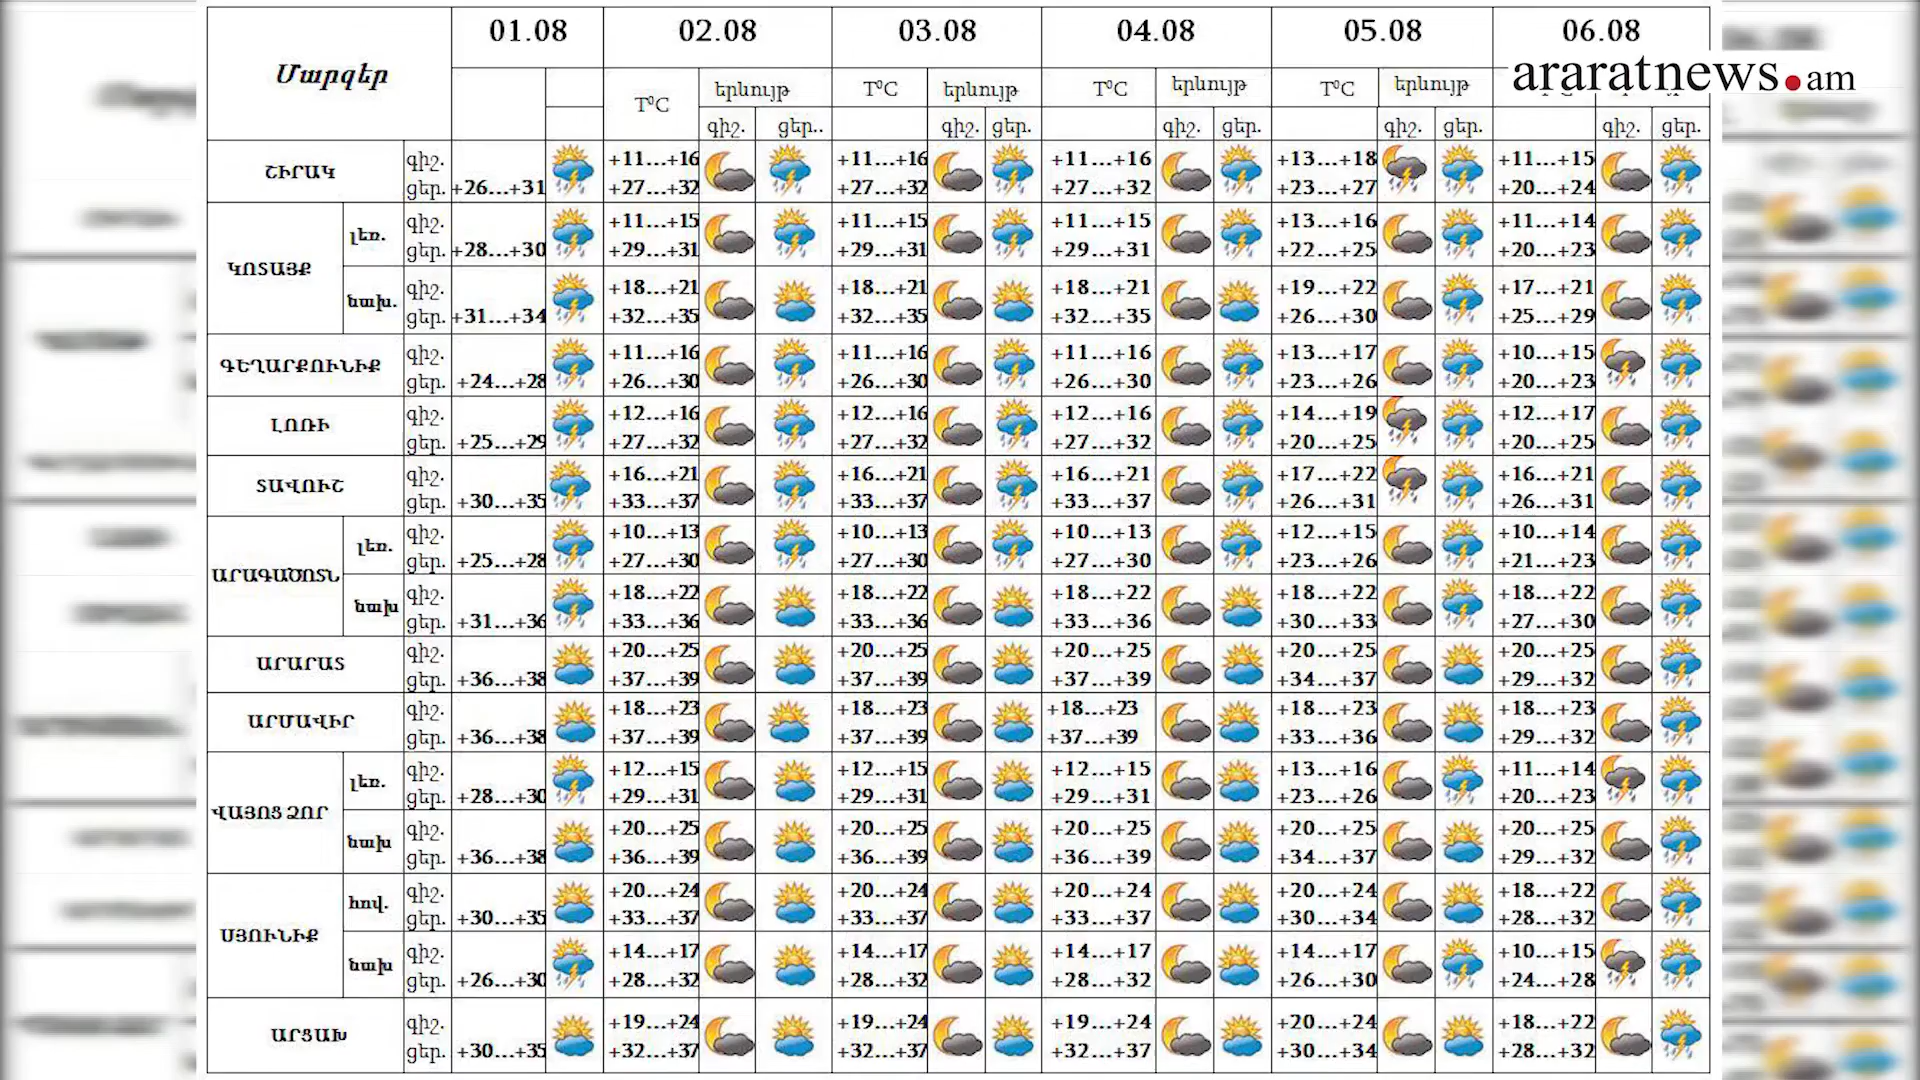 01.08 02.08 03.08 04.08 05.08 06.08
araratnews.am
Մարզեր
T⁰C երևույթ T⁰C երևույթ T⁰C երևույթ T⁰C երևույթ
գիշ. ցեր.. գիշ. ցեր. գիշ. ցեր. գիշ. ցեր. գիշ. ցեր.
ՇԻՐԱԿ գիշ. +11...+16 +11...+16 +11...+16 +13...+18 +11...+15
ցեր. +26...+31 +27...+32 +27...+32 +27...+32 +23...+27 +20...+24
ԿՈՏԱՅՔ լեռ. գիշ. +11...+15 +11...+15 +11...+15 +13...+16 +11...+14
ցեր. +28...+30 +29...+31 +29...+31 +29...+31 +22...+25 +20...+23
նախ. գիշ. +18...+21 +18...+21 +18...+21 +19...+22 +17...+21
ցեր. +31...+34 +32...+35 +32...+35 +32...+35 +26...+30 +25...+29
ԳԵՂԱՐՔՈՒՆԻՔ գիշ. +11...+16 +11...+16 +11...+16 +13...+17 +10...+15
ցեր. +24...+28 +26...+30 +26...+30 +26...+30 +23...+26 +20...+23
ԼՈՌԻ գիշ. +12...+16 +12...+16 +12...+16 +14...+19 +12...+17
ցեր. +25...+29 +27...+32 +27...+32 +27...+32 +20...+25 +20...+25
ՏԱՎՈՒՇ գիշ. +16...+21 +16...+21 +16...+21 +17...+22 +16...+21
ցեր. +30...+35 +33...+37 +33...+37 +33...+37 +26...+31 +26...+31
ԱՐԱԳԱԾՈՏՆ լեռ. գիշ. +10...+13 +10...+13 +10...+13 +12...+15 +10...+14
ցեր. +25...+28 +27...+30 +27...+30 +27...+30 +23...+26 +21...+23
նախ գիշ. +18...+22 +18...+22 +18...+22 +18...+22 +18...+22
ցեր. +31...+36 +33...+36 +33...+36 +33...+36 +30...+33 +27...+30
ԱՐԱՐԱՏ գիշ. +20...+25 +20...+25 +20...+25 +20...+25 +20...+25
ցեր. +36...+38 +37...+39 +37...+39 +37...+39 +34...+37 +29...+32
ԱՐՄԱՎԻՐ գիշ. +18...+23 +18...+23 +18...+23 +18...+23 +18...+23
ցեր. +36...+38 +37...+39 +37...+39 +37...+39 +33...+36 +29...+32
ՎԱՅՈՑ ՁՈՐ լեռ. գիշ. +12...+15 +12...+15 +12...+15 +13...+16 +11...+14
ցեր. +28...+30 +29...+31 +29...+31 +29...+31 +23...+26 +20...+23
նախ գիշ. +20...+25 +20...+25 +20...+25 +20...+25 +20...+25
ցեր. +36...+38 +36...+39 +36...+39 +36...+39 +34...+37 +29...+32
ՍՅՈՒՆԻՔ հով. գիշ. +20...+24 +20...+24 +20...+24 +20...+24 +18...+22
ցեր. +30...+35 +33...+37 +33...+37 +33...+37 +30...+34 +28...+32
նախ գիշ. +14...+17 +14...+17 +14...+17 +14...+17 +10...+15
ցեր. +26...+30 +28...+32 +28...+32 +28...+32 +26...+30 +24...+28
ԱՐՑԱԽ գիշ. +19...+24 +19...+24 +19...+24 +20...+24 +18...+22
ցեր. +30...+35 +32...+37 +32...+37 +32...+37 +30...+34 +28...+32